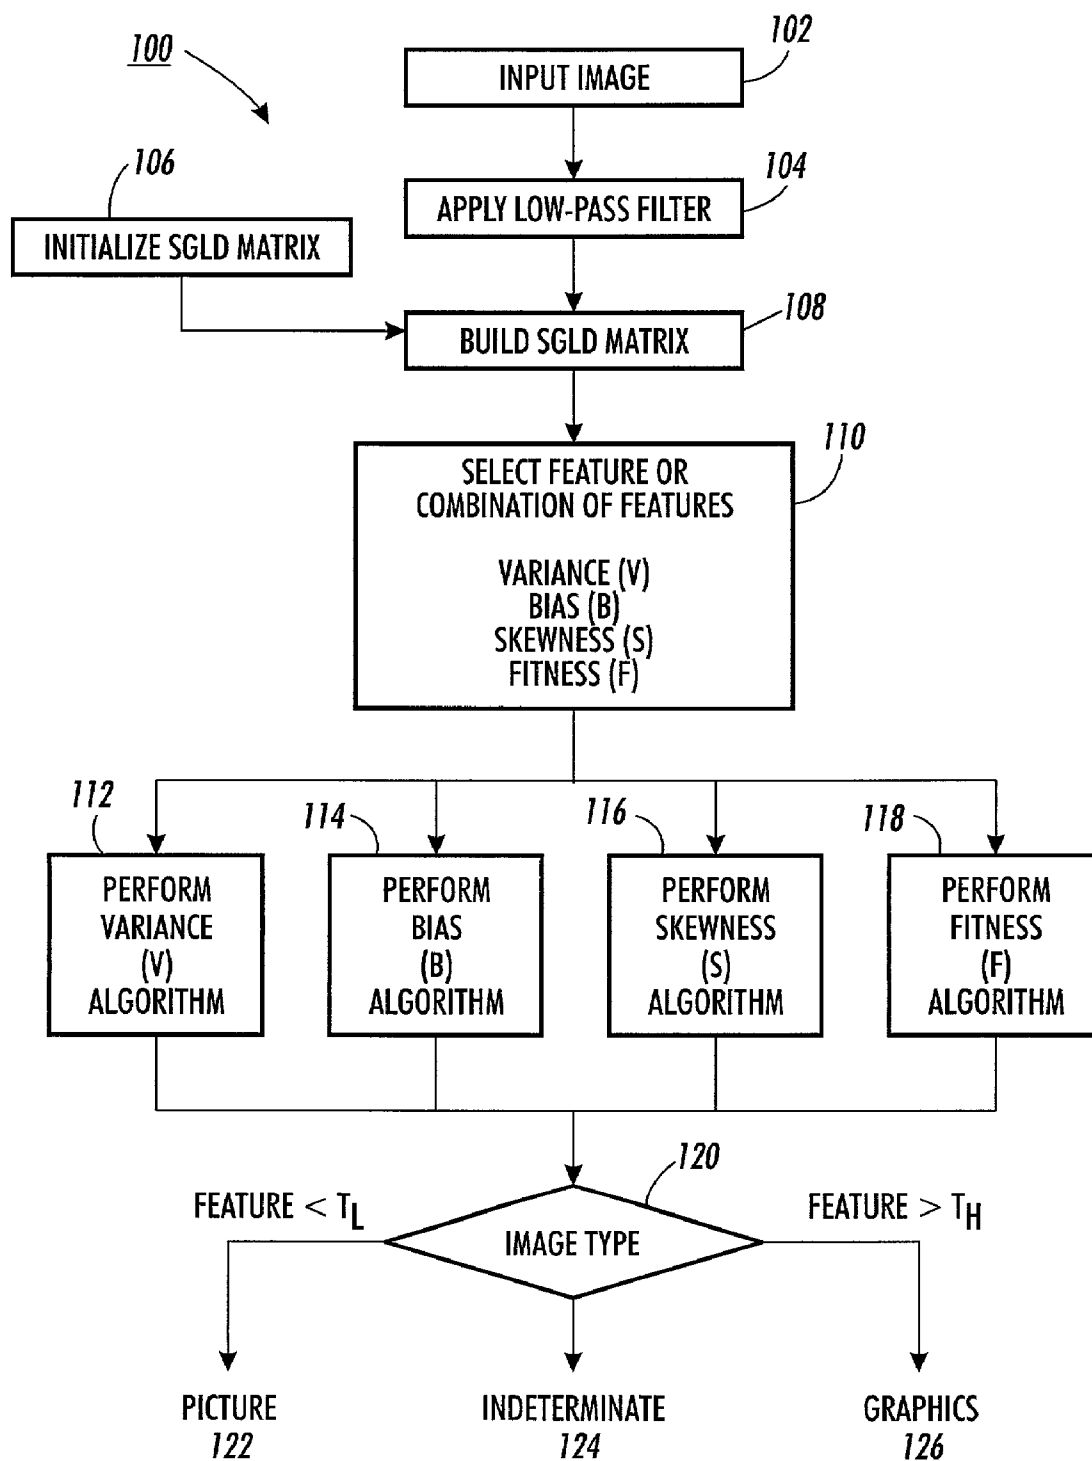 100
102
INPUT IMAGE
104
APPLY LOW-PASS FILTER
106
INITIALIZE SGLD MATRIX
108
BUILD SGLD MATRIX
110
SELECT FEATURE OR
COMBINATION OF FEATURES
VARIANCE (V)
BIAS (B)
SKEWNESS (S)
FITNESS (F)
112
PERFORM
VARIANCE
(V)
ALGORITHM
114
PERFORM
BIAS
(B)
ALGORITHM
116
PERFORM
SKEWNESS
(S)
ALGORITHM
118
PERFORM
FITNESS
(F)
ALGORITHM
120
IMAGE TYPE
FEATURE < TL
FEATURE > TH
PICTURE
122
INDETERMINATE
124
GRAPHICS
126